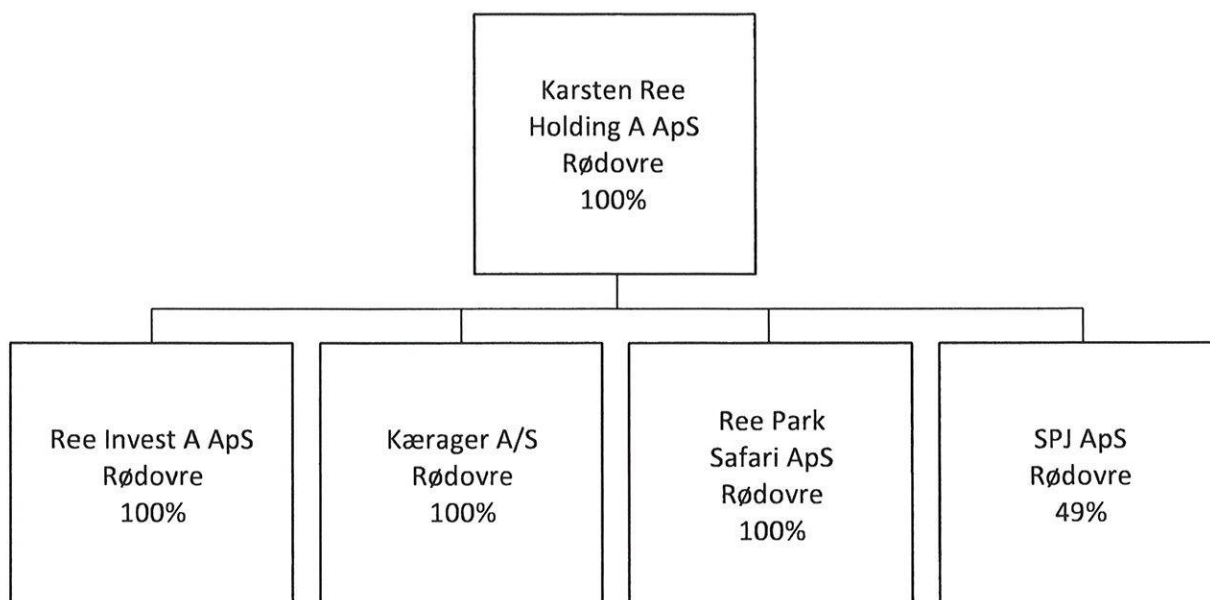 Karsten Ree
Holding A ApS
Rødovre
100%
Ree Invest A ApS
Rødovre
100%
Kærager A/S
Rødovre
100%
Ree Park
Safari ApS
Rødovre
100%
SPJ ApS
Rødovre
49%